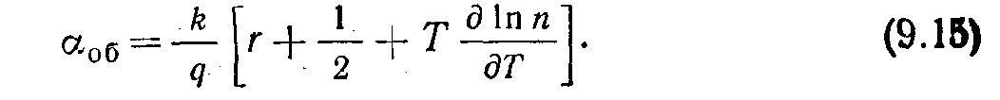 α_об = k/q [r + 1/2 + T ∂ ln n/∂T]. (9.15)